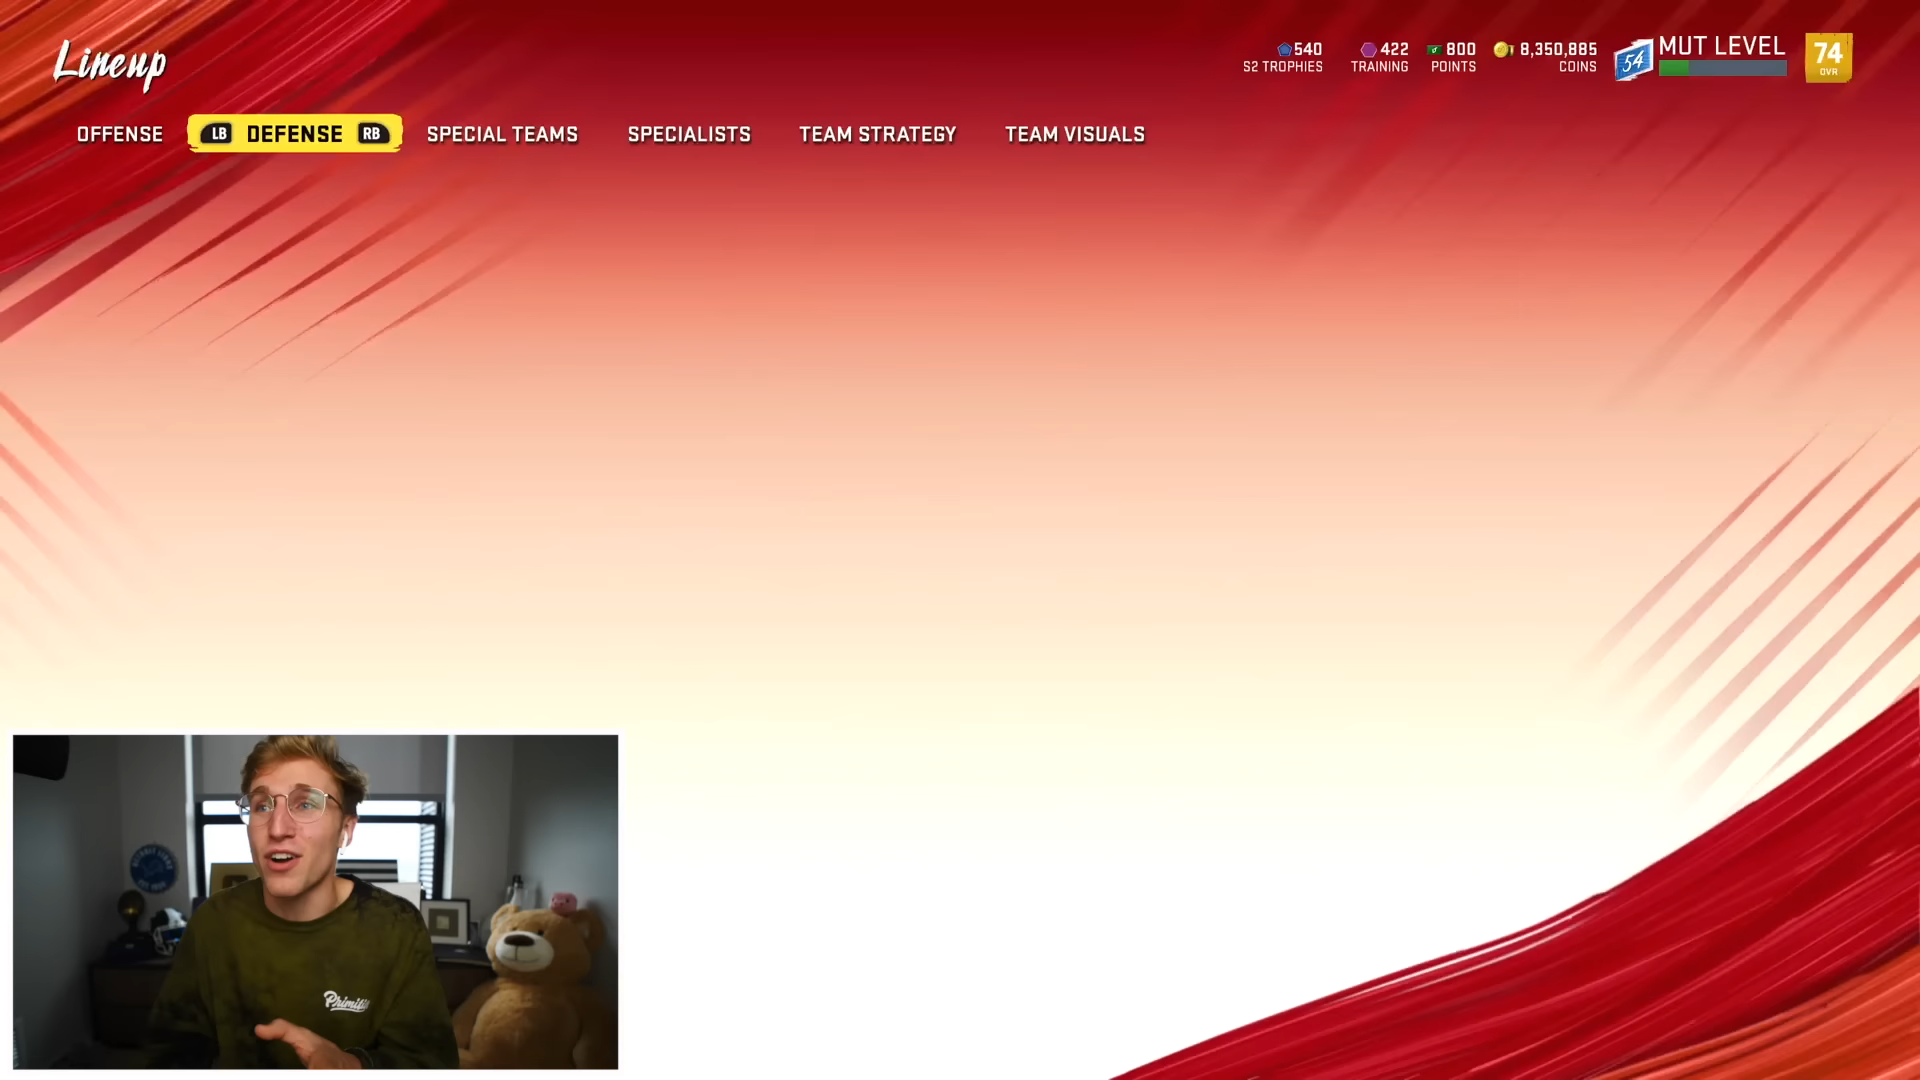 Lineup
540
S2 TROPHIES
422
TRAINING
800
POINTS
8,350,885
COINS
54
MUT LEVEL
74
OVR
OFFENSE
LB DEFENSE RB
SPECIAL TEAMS
SPECIALISTS
TEAM STRATEGY
TEAM VISUALS